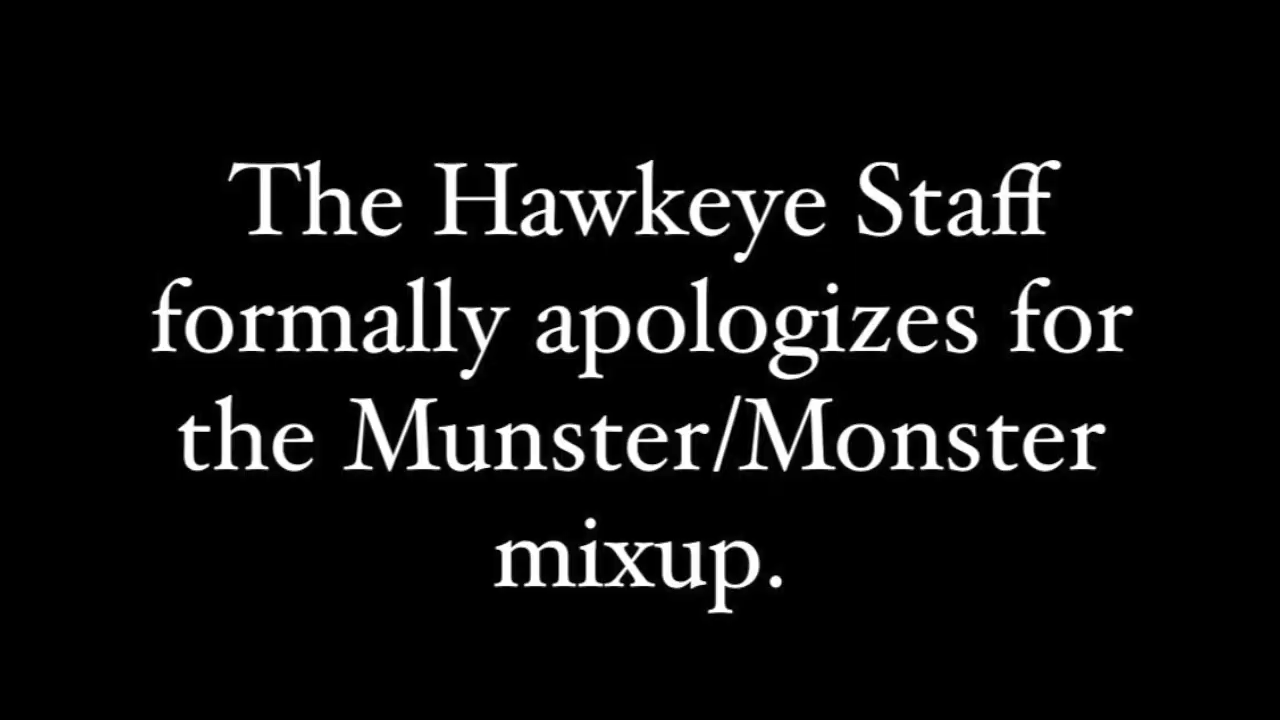 The Hawkeye Staff
formally apologizes for
the Munster/Monster
mixup.